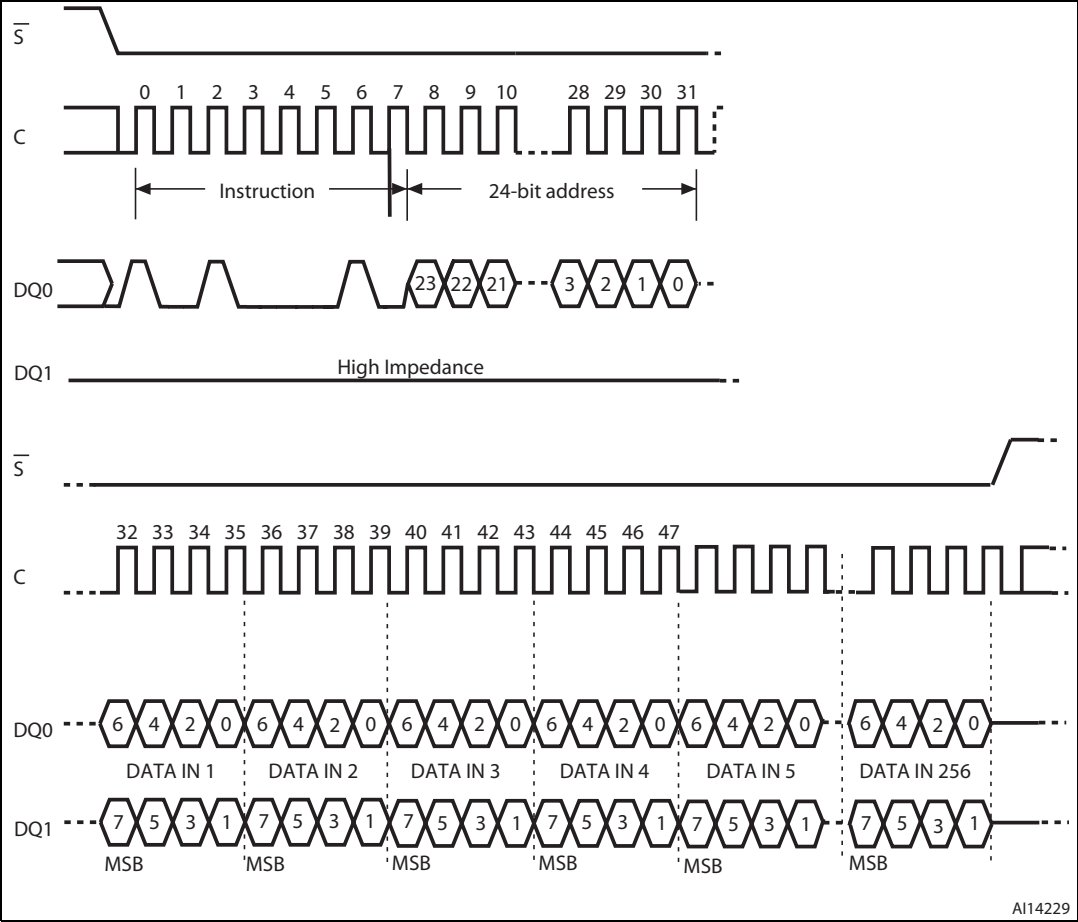 S
0 1 2 3 4 5 6 7 8 9 10 28 29 30 31
C
Instruction 24-bit address
DQ0 23 22 21 3 2 1 0
High Impedance
DQ1
S
32 33 34 35 36 37 38 39 40 41 42 43 44 45 46 47
C
DQ0 6 4 2 0 6 4 2 0 6 4 2 0 6 4 2 0 6 4 2 0 6 4 2 0
DATA IN 1 DATA IN 2 DATA IN 3 DATA IN 4 DATA IN 5 DATA IN 256
DQ1 7 5 3 1 7 5 3 1 7 5 3 1 7 5 3 1 7 5 3 1 7 5 3 1
MSB MSB MSB MSB MSB MSB
AI14229